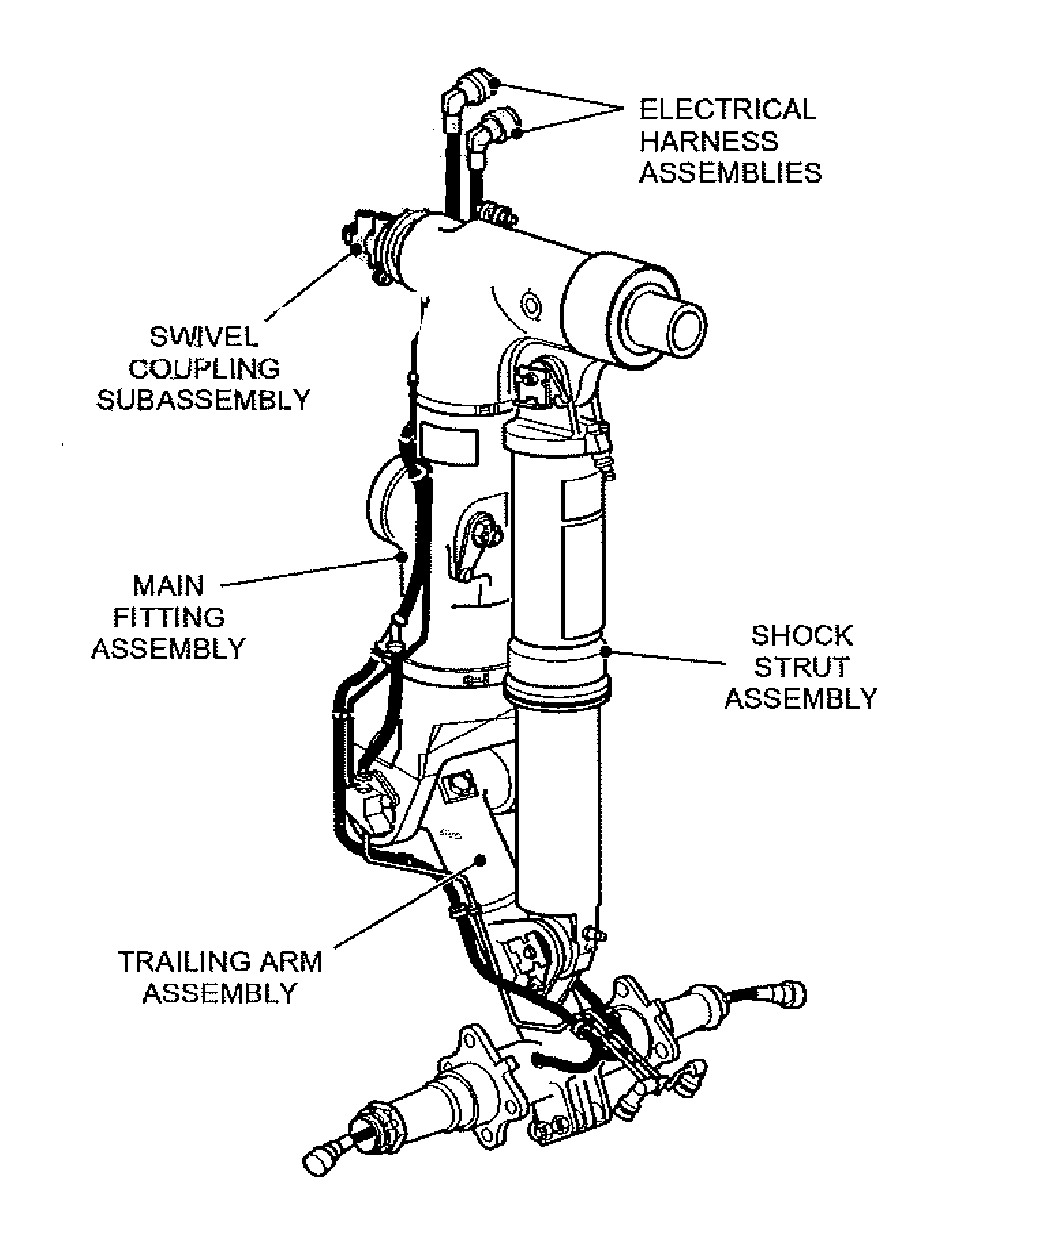 ELECTRICAL
HARNESS
ASSEMBLIES
SWIVEL
COUPLING
SUBASSEMBLY
MAIN
FITTING
ASSEMBLY
SHOCK
STRUT
ASSEMBLY
TRAILING ARM
ASSEMBLY